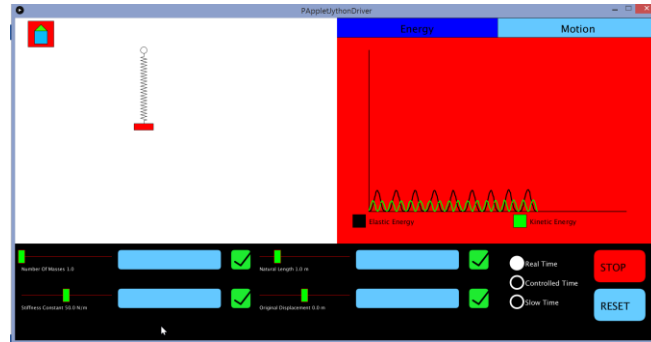 PAppletJythonDriver
Energy
Motion
Elastic Energy
Kinetic Energy
Number Of Masses 1.0
Natural Length 1.0 m
Stiffness Constant 10.0 N/m
Original Displacement 0.0 m
Real Time
Controlled Time
Slow Time
STOP
RESET